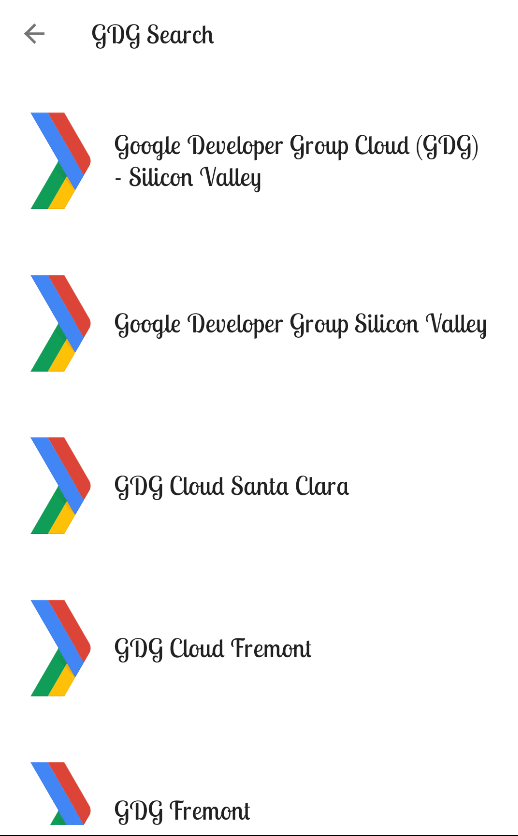 GDG Search
Google Developer Group Cloud (GDG)
- Silicon Valley
Google Developer Group Silicon Valley
GDG Cloud Santa Clara
GDG Cloud Fremont
GDG Fremont